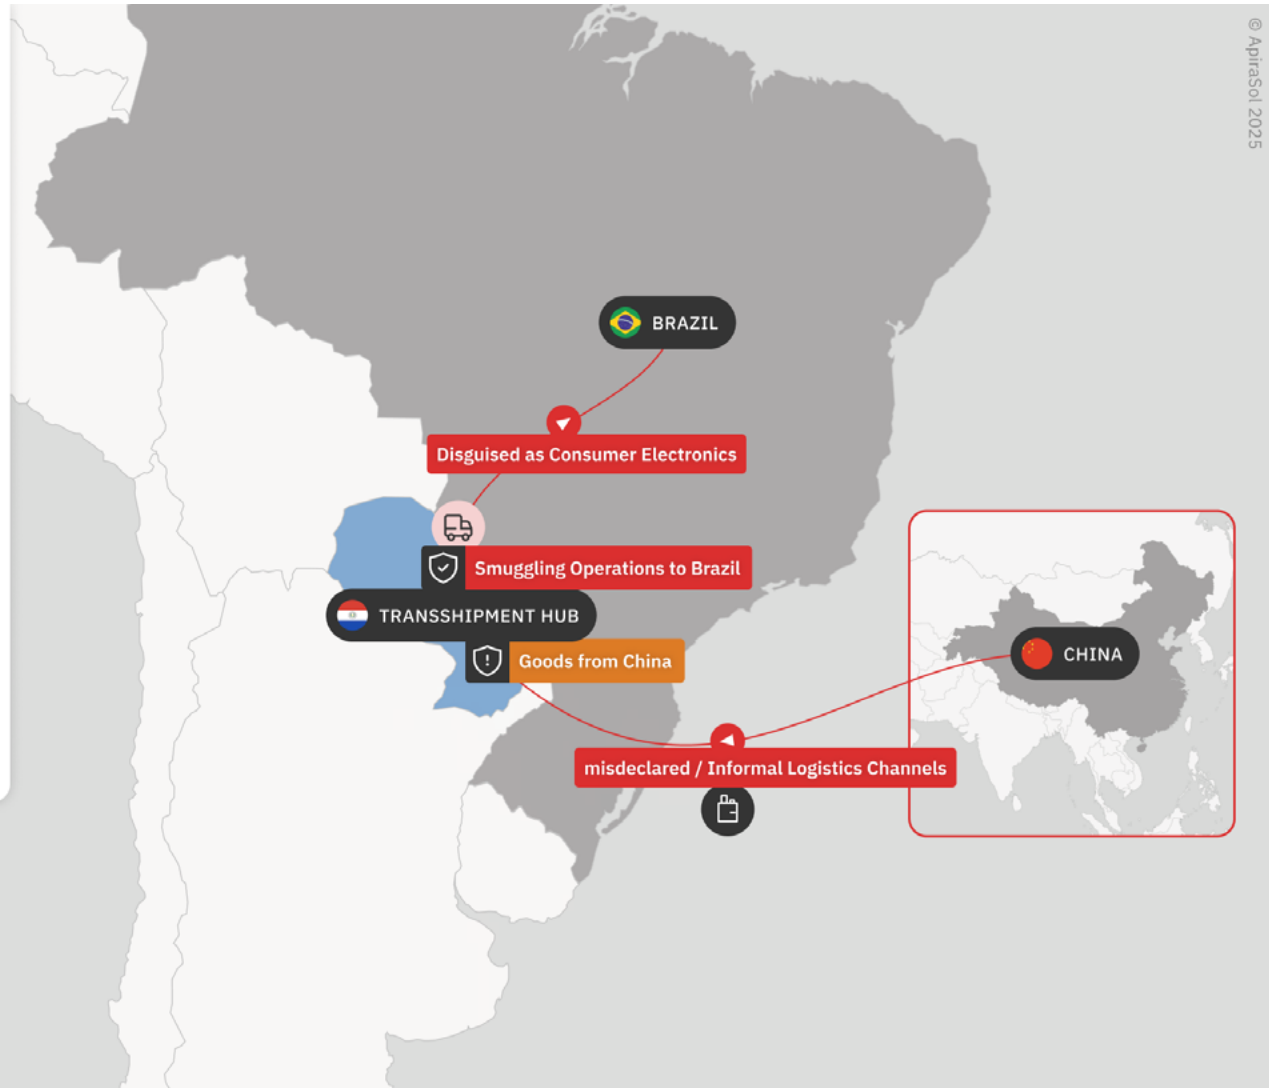 © ApiraSol 2025
BRAZIL
Disguised as Consumer Electronics
Smuggling Operations to Brazil
TRANSSHIPMENT HUB
Goods from China
CHINA
misdeclared / Informal Logistics Channels